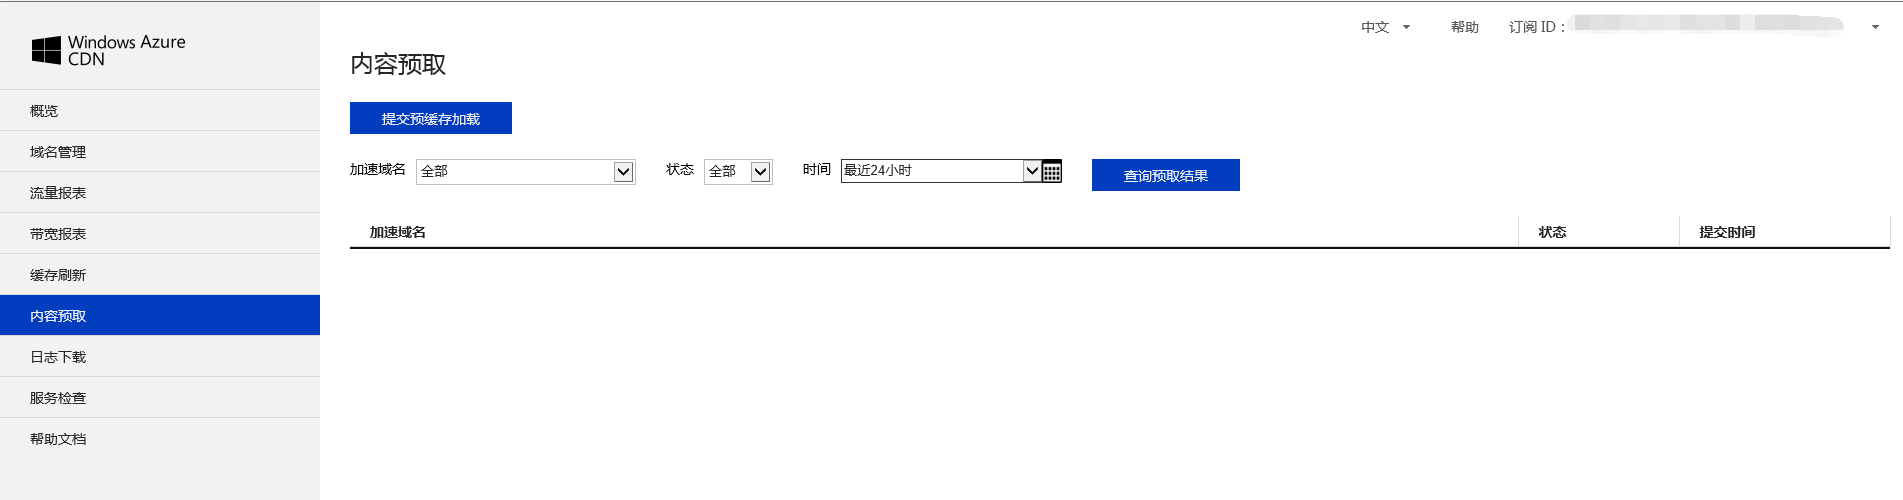 Windows Azure
CDN
中文
帮助
订阅 ID：
概览
域名管理
流量报表
带宽报表
缓存刷新
内容预取
日志下载
服务检查
帮助文档
内容预取
提交预缓存加载
加速域名 全部 状态 全部 时间 最近24小时 查询预取结果
加速域名 状态 提交时间